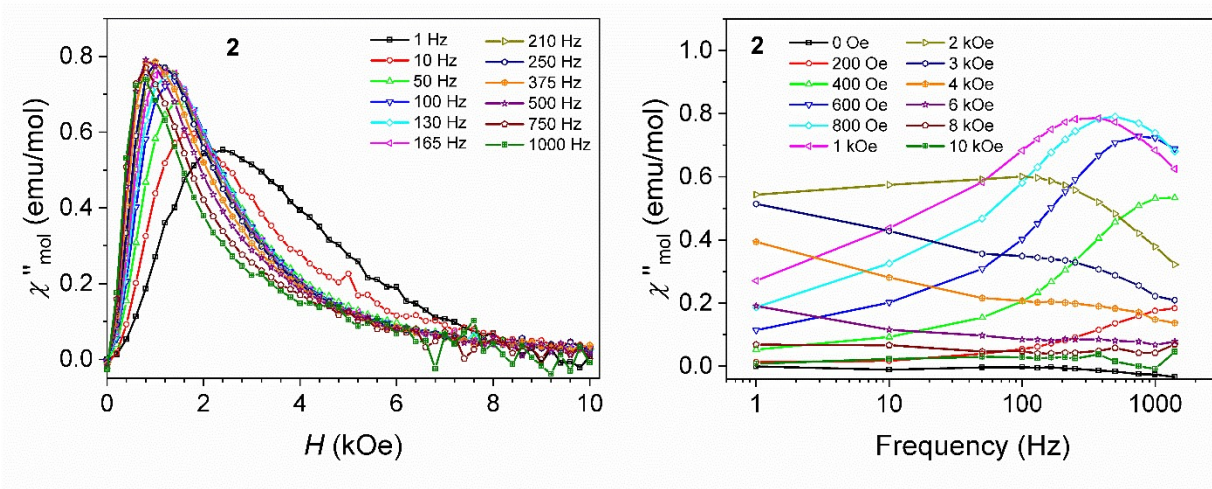 2
1 Hz
10 Hz
50 Hz
100 Hz
130 Hz
165 Hz
210 Hz
250 Hz
375 Hz
500 Hz
750 Hz
1000 Hz
χ"mol (emu/mol)
0.8
0.6
0.4
0.2
0.0
0 2 4 6 8 10
H (kOe)
2
0 Oe
200 Oe
400 Oe
600 Oe
800 Oe
1 kOe
2 kOe
3 kOe
4 kOe
6 kOe
8 kOe
10 kOe
χ"mol (emu/mol)
1.0
0.8
0.6
0.4
0.2
0.0
1 10 100 1000
Frequency (Hz)